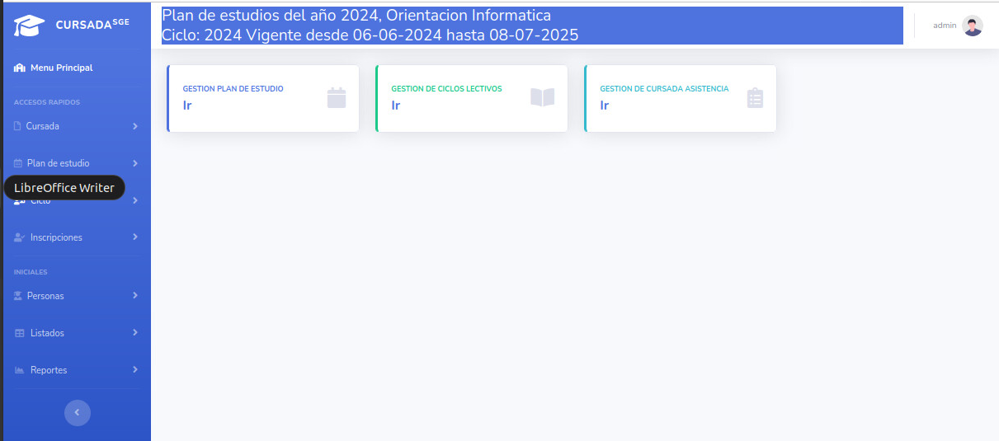 CURSADA SGE
Plan de estudios del año 2024, Orientacion Informatica
Ciclo: 2024 Vigente desde 06-06-2024 hasta 08-07-2025
admin
Menu Principal
ACCESOS RAPIDOS
Cursada
Plan de estudio
LibreOffice Writer
Ciclo
Inscripciones
INICIALES
Personas
Listados
Reportes
GESTION PLAN DE ESTUDIO
Ir
GESTION DE CICLOS LECTIVOS
Ir
GESTION DE CURSADA ASISTENCIA
Ir